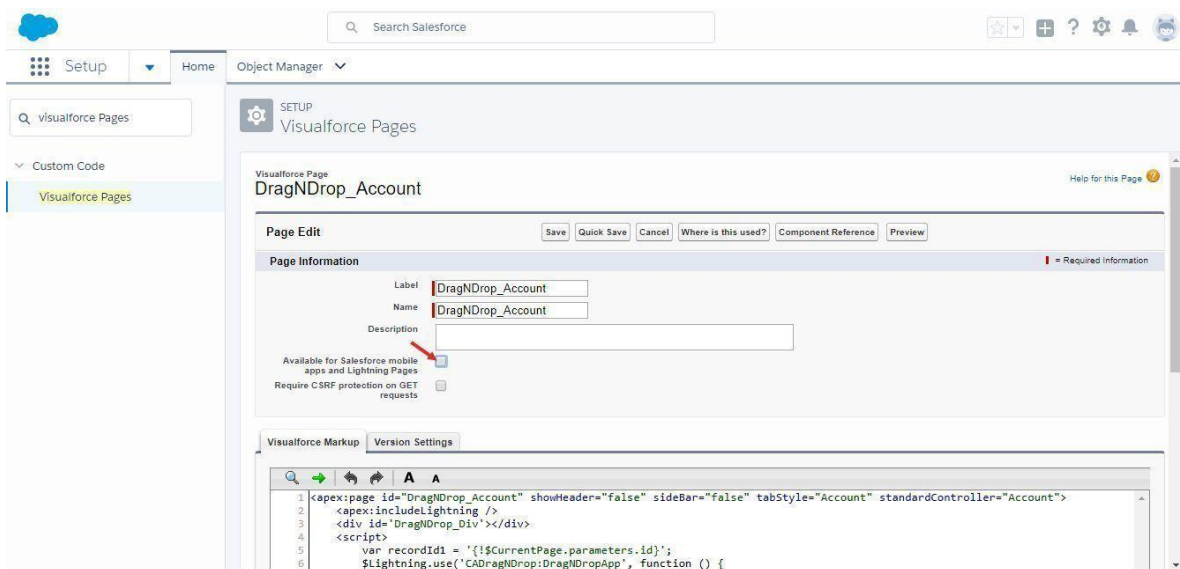 Search Salesforce
Setup
Home
Object Manager
visualforce Pages
Custom Code
Visualforce Pages
SETUP
Visualforce Pages
Visualforce Page
DragNDrop_Account
Help for this Page
Page Edit
Save Quick Save Cancel Where is this used? Component Reference Preview
Page Information
= Required Information
Label DragNDrop_Account
Name DragNDrop_Account
Description
Available for Salesforce mobile
apps and Lightning Pages
Require CSRF protection on GET
requests
Visualforce Markup Version Settings
A A
1 <apex:page id="DragNDrop_Account" showHeader="false" sideBar="false" tabStyle="Account" standardController="Account">
2 <apex:includeLightning />
3 <div id='DragNDrop_Div'></div>
4 <script>
5 var recordId1 = '{!$CurrentPage.parameters.id}';
6 $Lightning.use('CADragNDrop:DragNDropApp', function () {